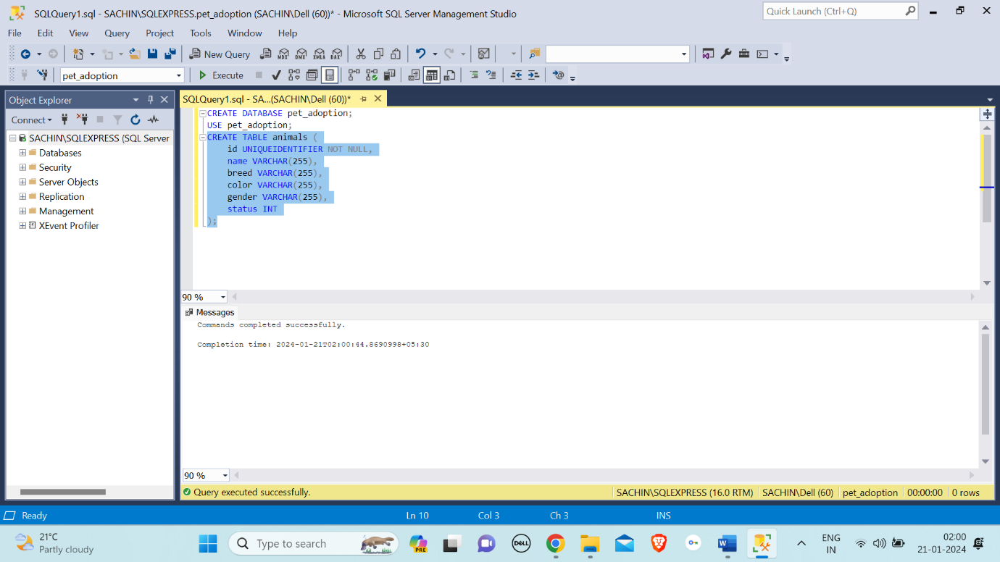 SQLQuery1.sql - SACHIN\SQLEXPRESS.pet_adoption (SACHIN\Dell (60))* - Microsoft SQL Server Management Studio
Quick Launch (Ctrl+Q)
File Edit View Query Project Tools Window Help
New Query MDX DMX XMLA DAX
pet_adoption Execute
Object Explorer
SQLQuery1.sql - SA...(SACHIN\Dell (60))*
Connect
SACHIN\SQLEXPRESS (SQL Server
Databases
Security
Server Objects
Replication
Management
XEvent Profiler
CREATE DATABASE pet_adoption;
USE pet_adoption;
CREATE TABLE animals (
id UNIQUEIDENTIFIER NOT NULL,
name VARCHAR(255),
breed VARCHAR(255),
color VARCHAR(255),
gender VARCHAR(255),
status INT
);
90 %
Messages
Commands completed successfully.
Completion time: 2024-01-21T02:00:44.8690998+05:30
90 %
Query executed successfully. SACHIN\SQLEXPRESS (16.0 RTM) SACHIN\Dell (60) pet_adoption 00:00:00 0 rows
Ready Ln 10 Col 3 Ch 3 INS
21°C
Partly cloudy
Type to search
PRE
DELL
ENG
IN
02:00
21-01-2024